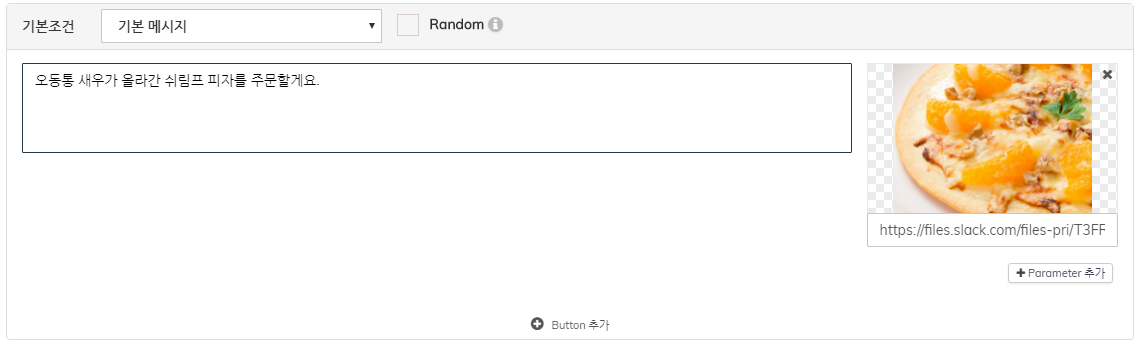 기본조건
기본 메시지
Random
오동통 새우가 올라간 쉬림프 피자를 주문할게요.
https://files.slack.com/files-pri/T3FF
Parameter 추가
Button 추가